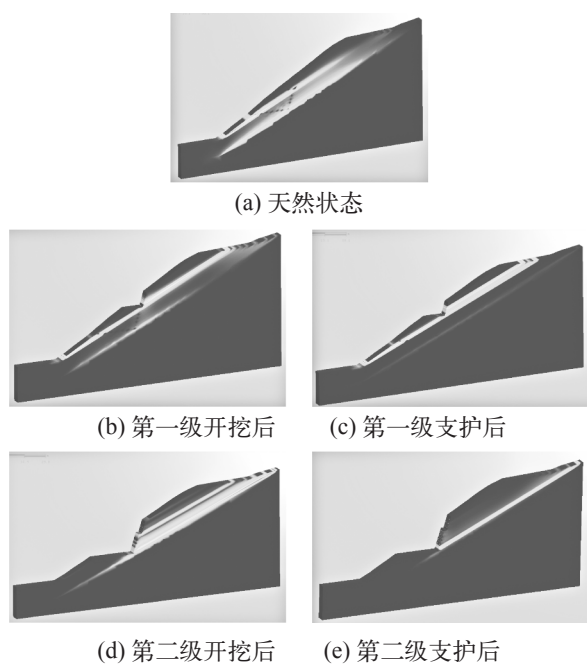 (a) 天然状态
(b) 第一级开挖后
(c) 第一级支护后
(d) 第二级开挖后
(e) 第二级支护后